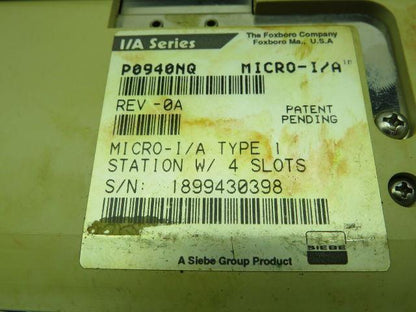 I/A Series
The Foxboro Company
Foxboro Ma., U.S.A
P0940NQ MICRO-I/A™
REV -0A
PATENT
PENDING
MICRO-I/A TYPE 1
STATION W/ 4 SLOTS
S/N: 1899430398
SIEBE
A Siebe Group Product